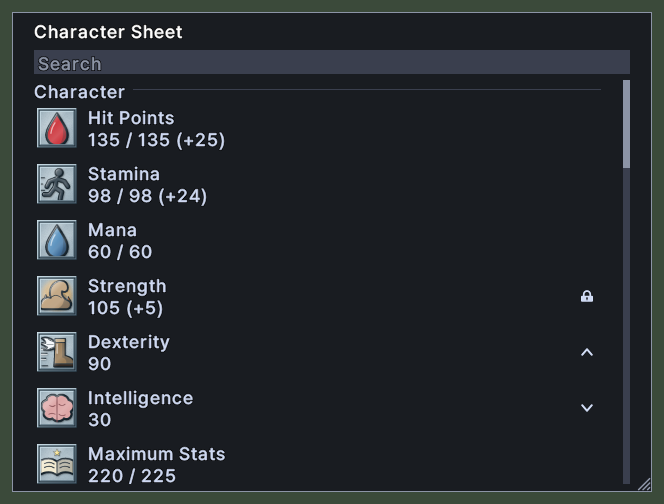 Character Sheet
Search
Character
Hit Points
135 / 135 (+25)
Stamina
98 / 98 (+24)
Mana
60 / 60
Strength
105 (+5)
Dexterity
90
Intelligence
30
Maximum Stats
220 / 225